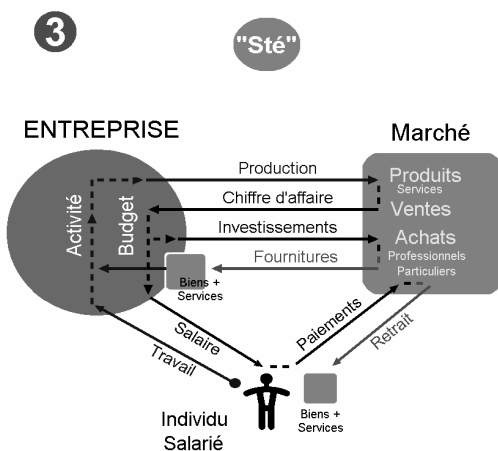 3
"Sté"
ENTREPRISE
Marché
Production
Produits
Services
Chiffre d'affaire
Ventes
Activité
Budget
Investissements
Achats
Fournitures
Professionnels
Particuliers
Biens +
Services
Salaire
Paiements
Travail
Retrait
Individu
Salarié
Biens +
Services